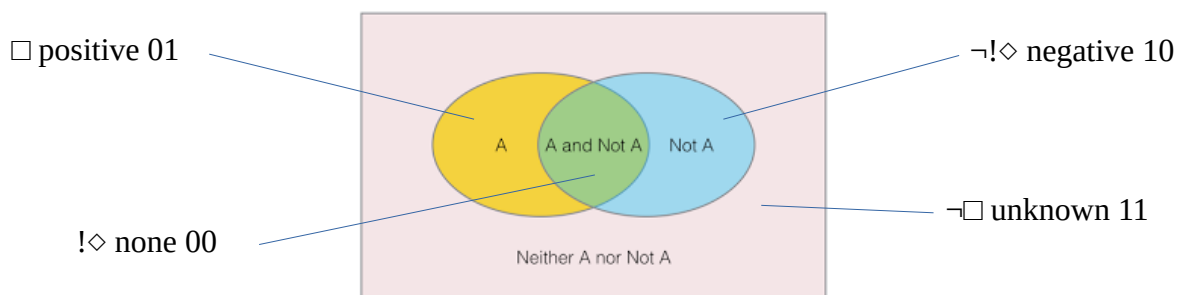 □ positive 01
¬!◇ negative 10
A
A and Not A
Not A
¬□ unknown 11
!◇ none 00
Neither A nor Not A